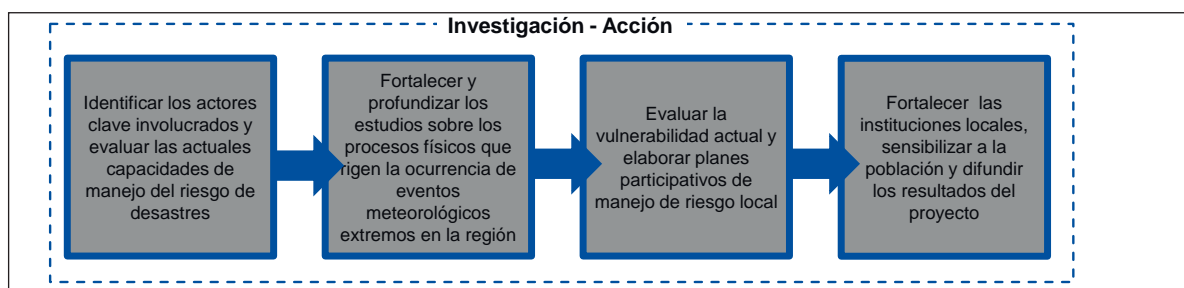 Investigación - Acción
Identificar los actores
clave involucrados y
evaluar las actuales
capacidades de
manejo del riesgo de
desastres
Fortalecer y
profundizar los
estudios sobre los
procesos físicos que
rigen la ocurrencia de
eventos
meteorológicos
extremos en la región
Evaluar la
vulnerabilidad actual y
elaborar planes
participativos de
manejo de riesgo local
Fortalecer las
instituciones locales,
sensibilizar a la
población y difundir
los resultados del
proyecto